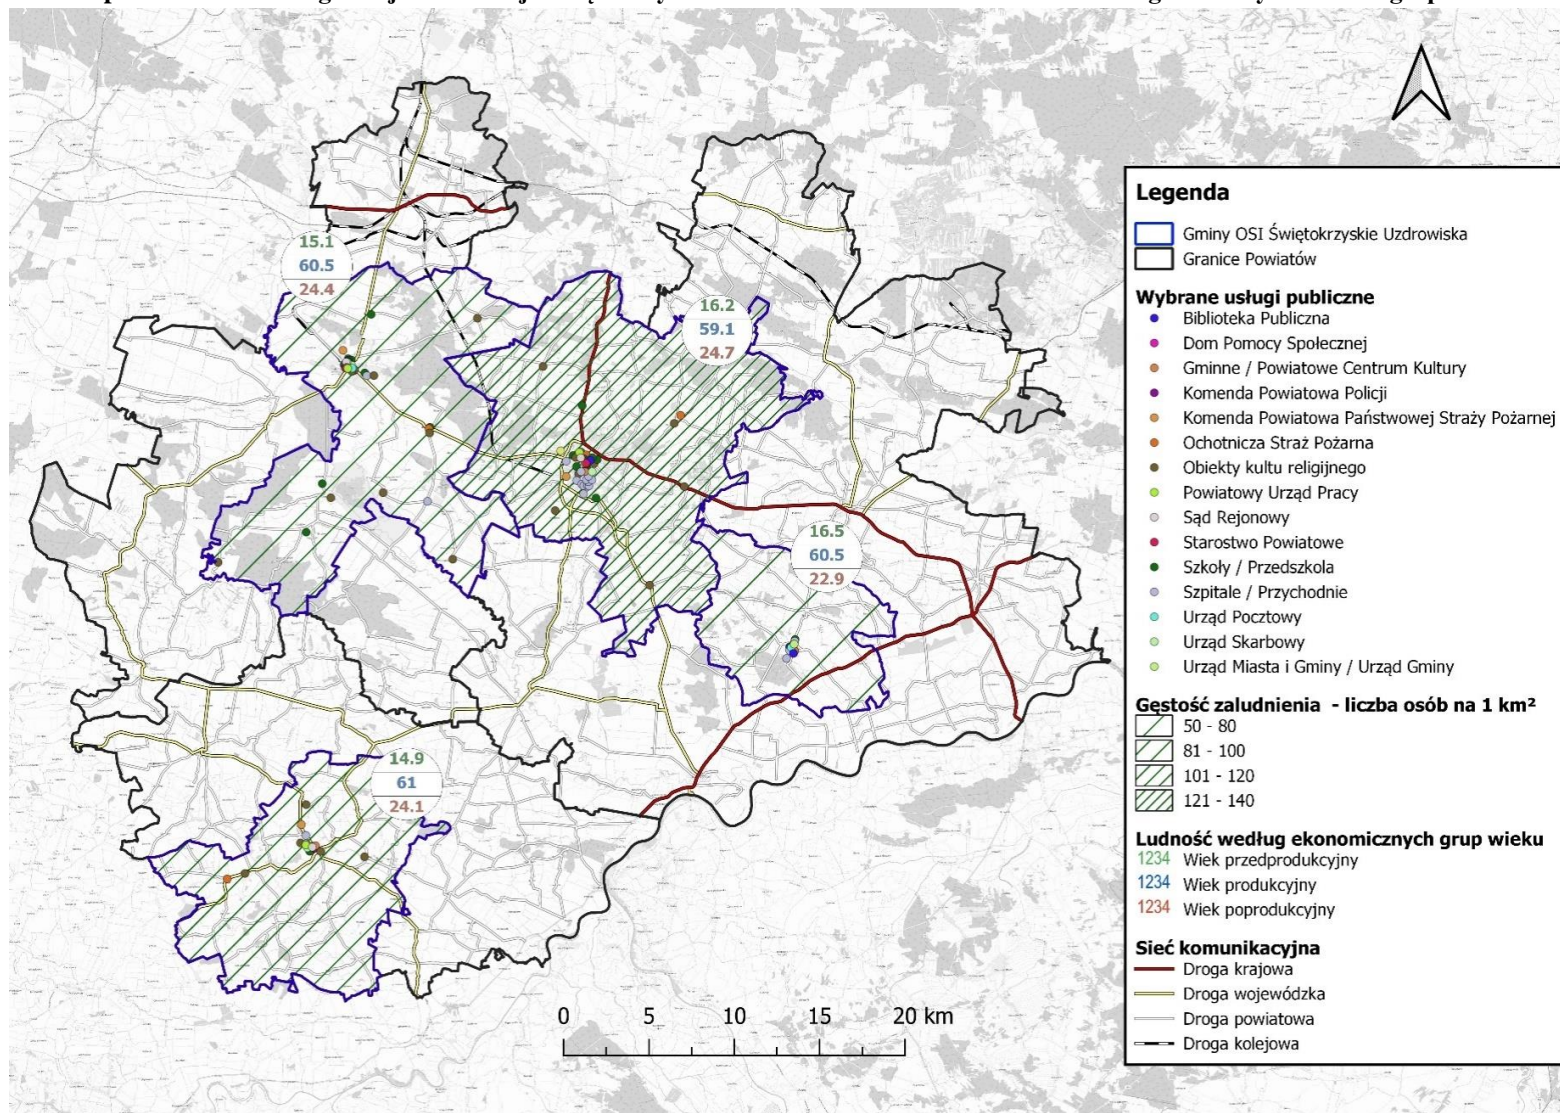 15.1
60.5
24.4
16.2
59.1
24.7
16.5
60.5
22.9
14.9
61
24.1
0 5 10 15 20 km
Legenda
Gminy OSI Świętokrzyskie Uzdrowiska
Granice Powiatów
Wybrane usługi publiczne
Biblioteka Publiczna
Dom Pomocy Społecznej
Gminne / Powiatowe Centrum Kultury
Komenda Powiatowa Policji
Komenda Powiatowa Państwowej Straży Pożarnej
Ochotnicza Straż Pożarna
Obiekty kultu religijnego
Powiatowy Urząd Pracy
Sąd Rejonowy
Starostwo Powiatowe
Szkoły / Przedszkola
Szpitale / Przychodnie
Urząd Pocztowy
Urząd Skarbowy
Urząd Miasta i Gminy / Urząd Gminy
Gęstość zaludnienia - liczba osób na 1 km²
50 - 80
81 - 100
101 - 120
121 - 140
Ludność według ekonomicznych grup wieku
1234 Wiek przedprodukcyjny
1234 Wiek produkcyjny
1234 Wiek poprodukcyjny
Sieć komunikacyjna
Droga krajowa
Droga wojewódzka
Droga powiatowa
Droga kolejowa